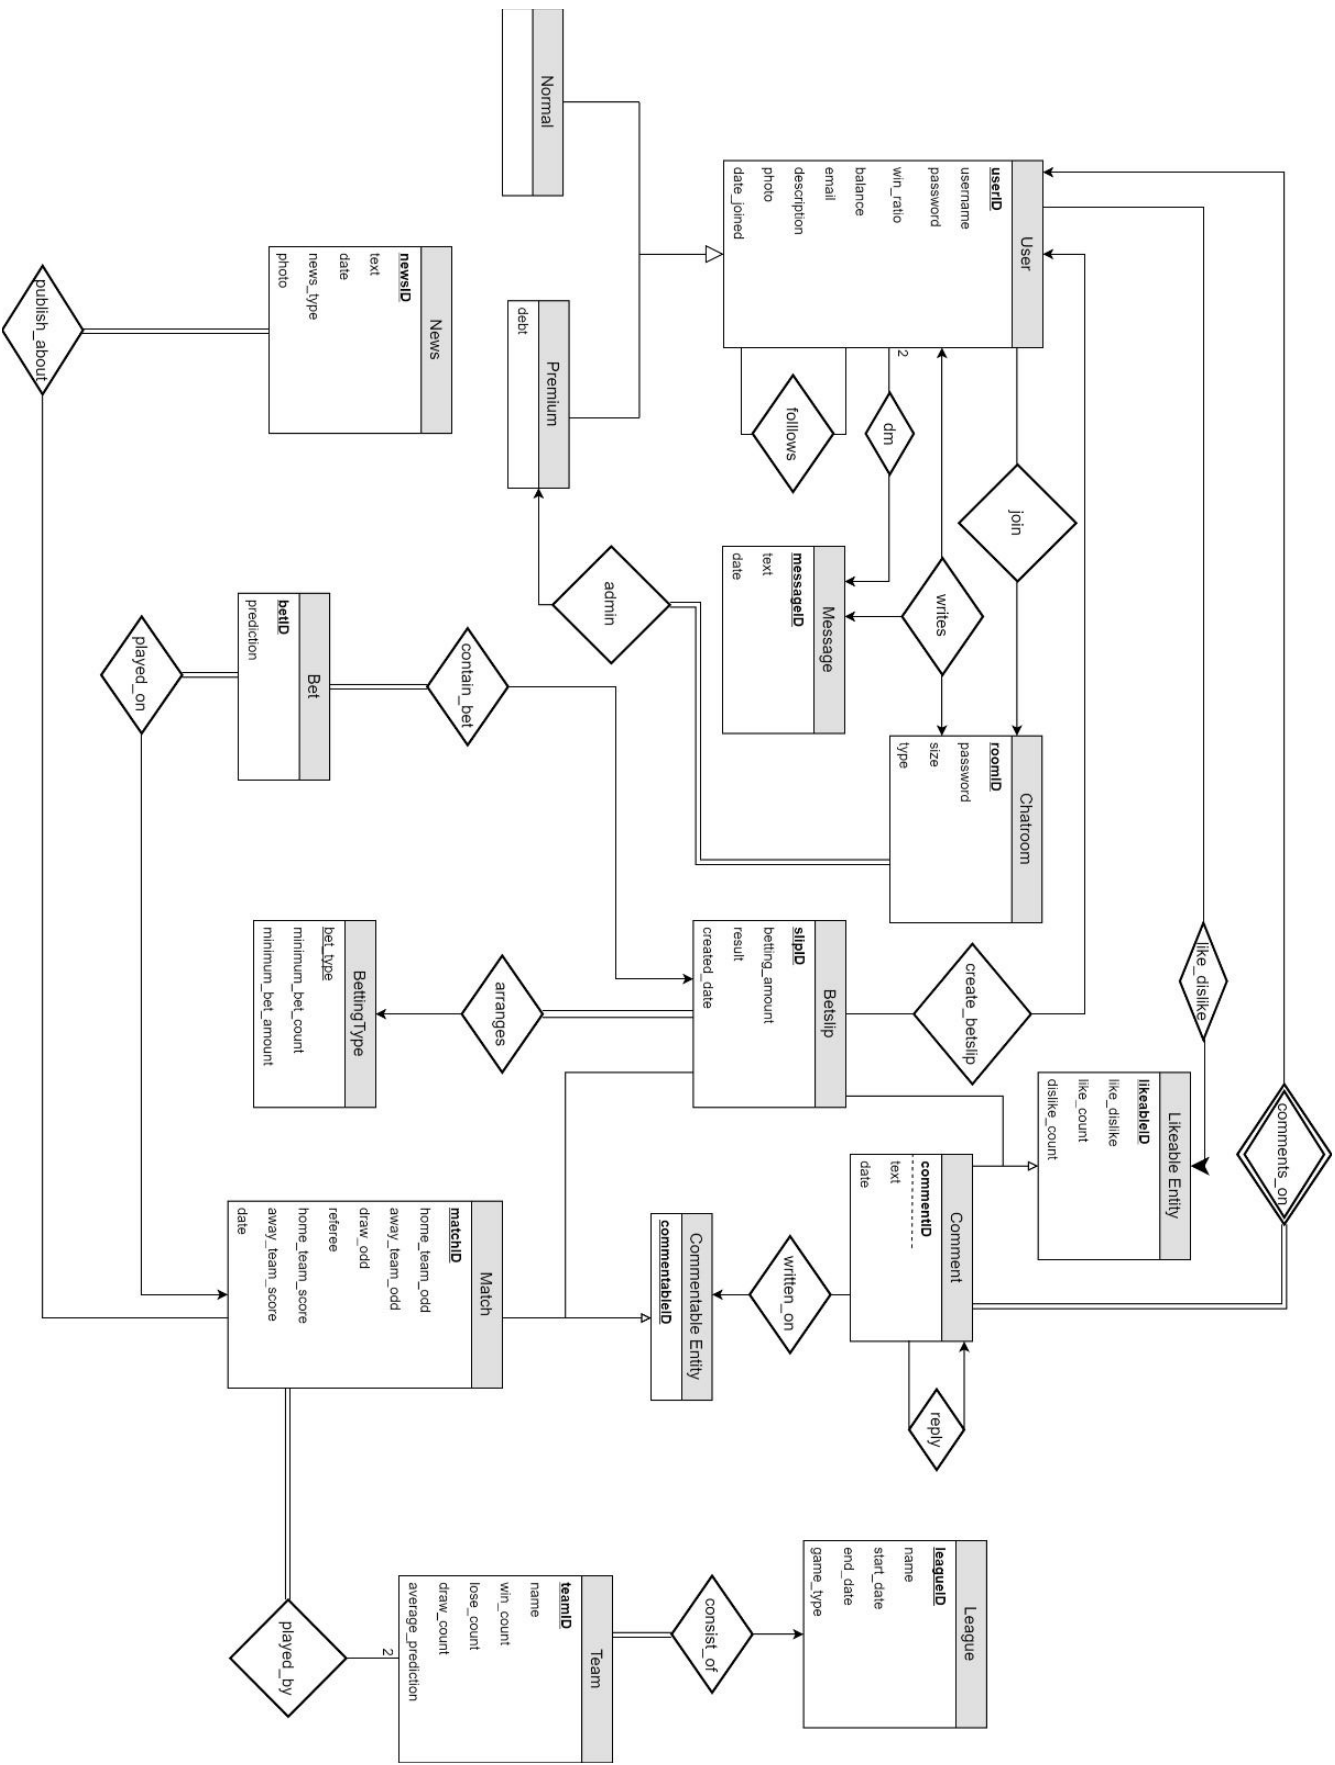 Normal
User
userID
username
password
win_ratio
balance
email
description
photo
date_joined
News
newsID
text
date
news_type
photo
publish_about
Premium
debt
folllows
dm
2
writes
join
Message
messageID
text
date
admin
Chatroom
roomID
password
size
type
Bet
betID
prediction
played_on
contain_bet
Betslip
slipID
betting_amount
result
created_date
create_betslip
like_dislike
BettingType
bet_type
minimum_bet_count
minimum_bet_amount
arranges
Likeable Entity
likeableID
like_dislike
like_count
dislike_count
comments_on
Comment
commentID
text
date
written_on
Commentable Entity
commentableID
reply
Match
matchID
home_team_odd
away_team_odd
draw_odd
referee
home_team_score
away_team_score
date
League
leagueID
name
start_date
end_date
game_type
consist_of
Team
teamID
name
win_count
lose_count
draw_count
average_prediction
2
played_by